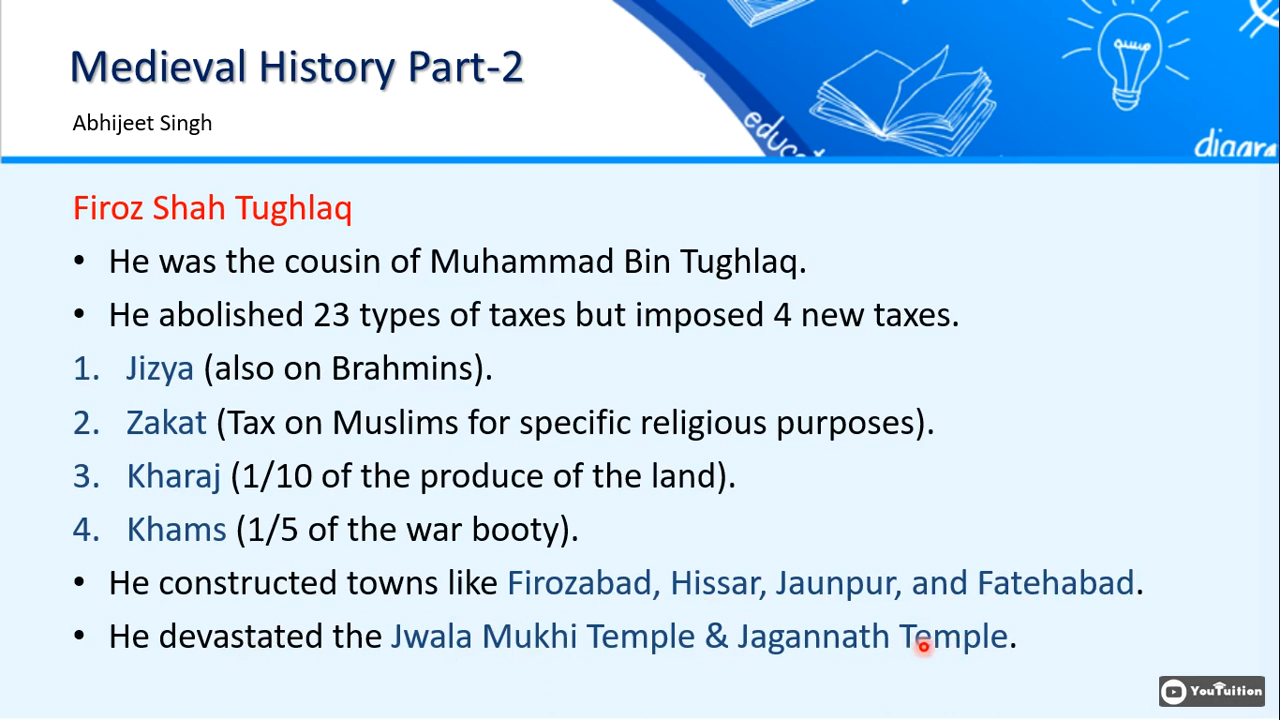 Medieval History Part-2
Abhijeet Singh
educat
diagra
Firoz Shah Tughlaq
• He was the cousin of Muhammad Bin Tughlaq.
• He abolished 23 types of taxes but imposed 4 new taxes.
1. Jizya (also on Brahmins).
2. Zakat (Tax on Muslims for specific religious purposes).
3. Kharaj (1/10 of the produce of the land).
4. Khams (1/5 of the war booty).
• He constructed towns like Firozabad, Hissar, Jaunpur, and Fatehabad.
• He devastated the Jwala Mukhi Temple & Jagannath Temple.
YouTuition